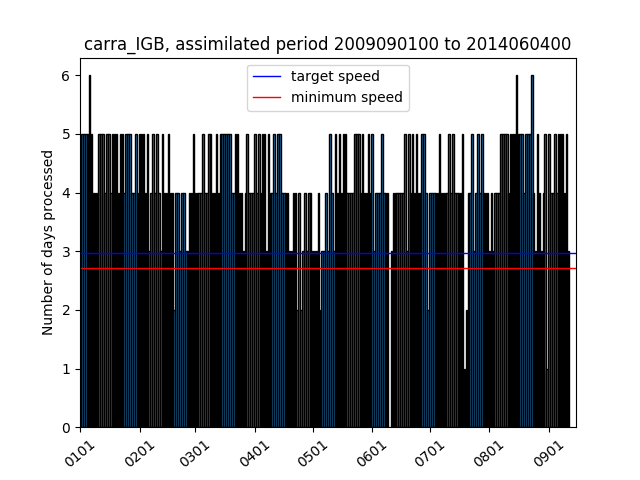 carra_IGB, assimilated period 2009090100 to 2014060400
target speed
minimum speed
Number of days processed
6
5
4
3
2
1
0
0101 0201 0301 0401 0501 0601 0701 0801 0901